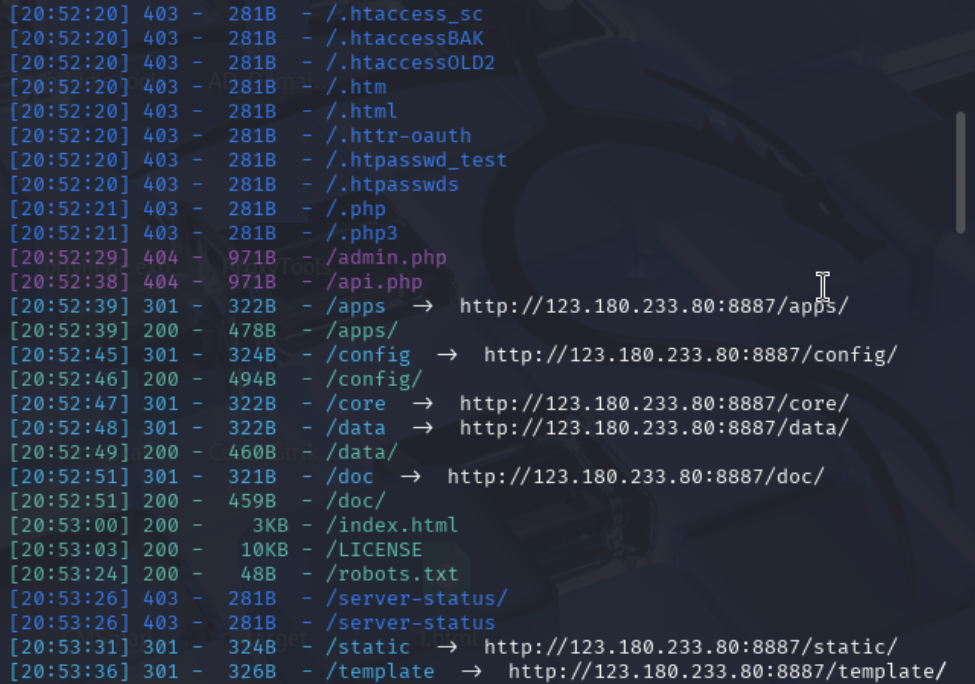 [20:52:20] 403 -  281B  - /.htaccess_sc
[20:52:20] 403 -  281B  - /.htaccessBAK
[20:52:20] 403 -  281B  - /.htaccessOLD2
[20:52:20] 403 -  281B  - /.htm
[20:52:20] 403 -  281B  - /.html
[20:52:20] 403 -  281B  - /.httr-oauth
[20:52:20] 403 -  281B  - /.htpasswd_test
[20:52:20] 403 -  281B  - /.htpasswds
[20:52:21] 403 -  281B  - /.php
[20:52:21] 403 -  281B  - /.php3
[20:52:29] 404 -  971B  - /admin.php
[20:52:38] 404 -  971B  - /api.php
[20:52:39] 301 -  322B  - /apps  →  http://123.180.233.80:8887/apps/
[20:52:39] 200 -  478B  - /apps/
[20:52:45] 301 -  324B  - /config  →  http://123.180.233.80:8887/config/
[20:52:46] 200 -  494B  - /config/
[20:52:47] 301 -  322B  - /core  →  http://123.180.233.80:8887/core/
[20:52:48] 301 -  322B  - /data  →  http://123.180.233.80:8887/data/
[20:52:49] 200 -  460B  - /data/
[20:52:51] 301 -  321B  - /doc  →  http://123.180.233.80:8887/doc/
[20:52:51] 200 -  459B  - /doc/
[20:53:00] 200 -    3KB - /index.html
[20:53:03] 200 -   10KB - /LICENSE
[20:53:24] 200 -   48B  - /robots.txt
[20:53:26] 403 -  281B  - /server-status/
[20:53:26] 403 -  281B  - /server-status
[20:53:31] 301 -  324B  - /static  →  http://123.180.233.80:8887/static/
[20:53:36] 301 -  326B  - /template  →  http://123.180.233.80:8887/template/